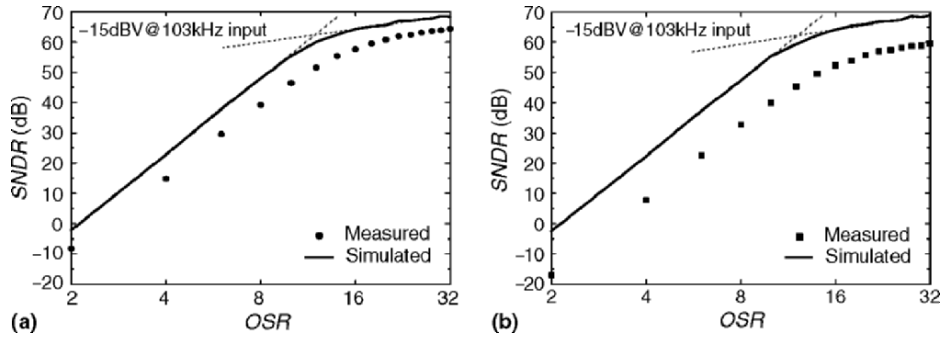 70
60
50
40
30
20
10
0
−10
−20
SNDR (dB)
−15dBV@103kHz input
Measured
Simulated
2 4 8 16 32
(a) OSR
70
60
50
40
30
20
10
0
−10
−20
SNDR (dB)
−15dBV@103kHz input
Measured
Simulated
2 4 8 16 32
(b) OSR